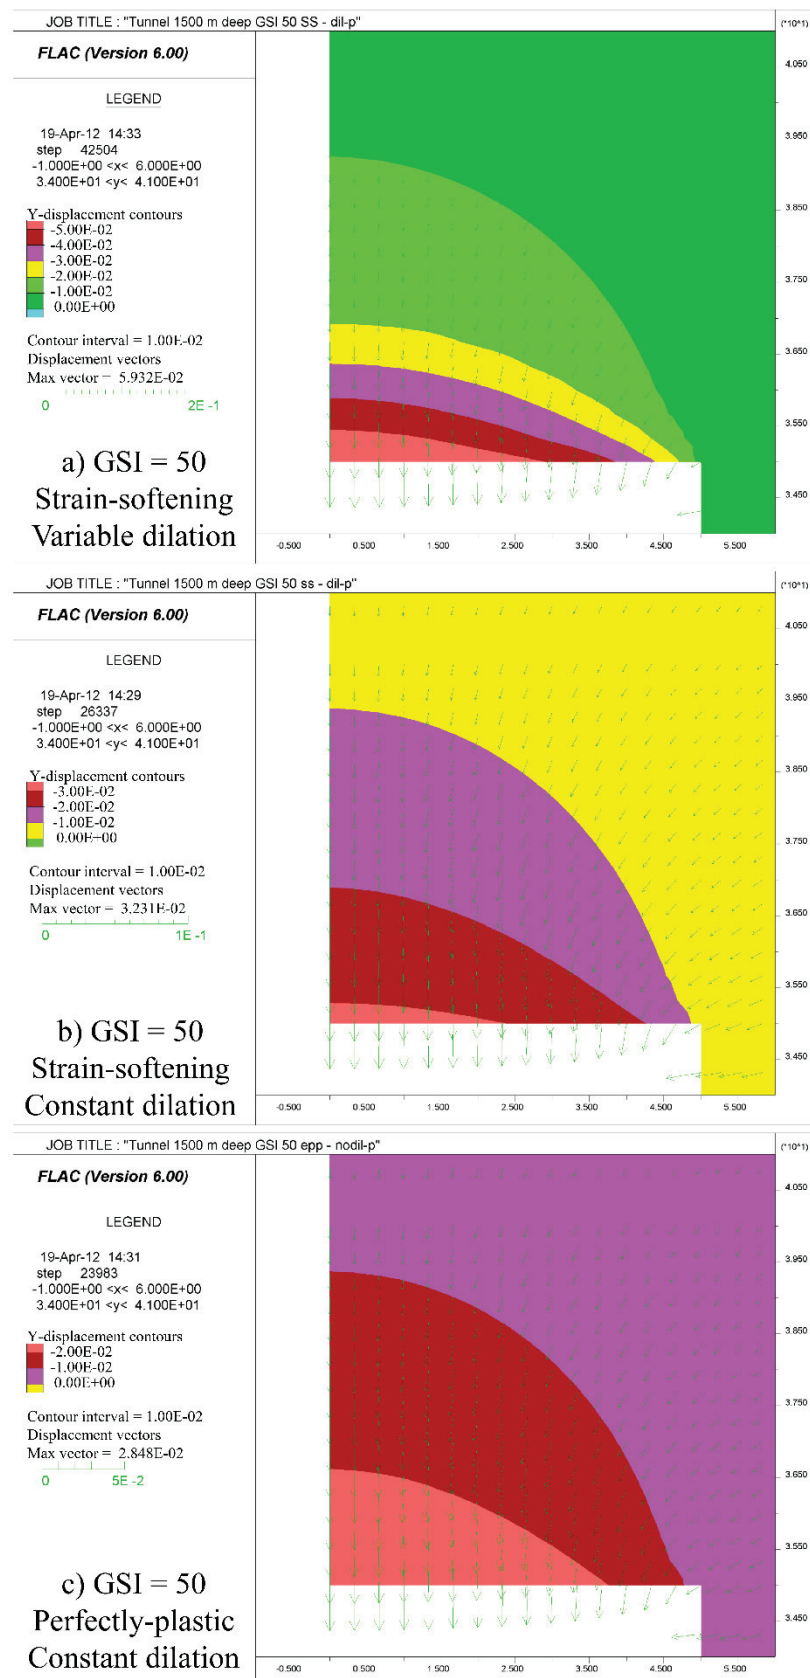 JOB TITLE : "Tunnel 1500 m deep GSI 50 SS - dil-p"
(*10^1)
FLAC (Version 6.00)
LEGEND
19-Apr-12 14:33
step 42504
-1.000E+00 <x< 6.000E+00
3.400E+01 <y< 4.100E+01
Y-displacement contours
-5.00E-02
-4.00E-02
-3.00E-02
-2.00E-02
-1.00E-02
0.00E+00
Contour interval = 1.00E-02
Displacement vectors
Max vector = 5.932E-02
0 2E -1
a) GSI = 50
Strain-softening
Variable dilation
4.050
3.950
3.850
3.750
3.650
3.550
3.450
-0.500 0.500 1.500 2.500 3.500 4.500 5.500
JOB TITLE : "Tunnel 1500 m deep GSI 50 ss - dil-p"
(*10^1)
FLAC (Version 6.00)
LEGEND
19-Apr-12 14:29
step 26337
-1.000E+00 <x< 6.000E+00
3.400E+01 <y< 4.100E+01
Y-displacement contours
-3.00E-02
-2.00E-02
-1.00E-02
0.00E+00
Contour interval = 1.00E-02
Displacement vectors
Max vector = 3.231E-02
0 1E -1
b) GSI = 50
Strain-softening
Constant dilation
4.050
3.950
3.850
3.750
3.650
3.550
3.450
-0.500 0.500 1.500 2.500 3.500 4.500 5.500
JOB TITLE : "Tunnel 1500 m deep GSI 50 epp - nodil-p"
(*10^1)
FLAC (Version 6.00)
LEGEND
19-Apr-12 14:31
step 23983
-1.000E+00 <x< 6.000E+00
3.400E+01 <y< 4.100E+01
Y-displacement contours
-2.00E-02
-1.00E-02
0.00E+00
Contour interval = 1.00E-02
Displacement vectors
Max vector = 2.848E-02
0 5E -2
c) GSI = 50
Perfectly-plastic
Constant dilation
4.050
3.950
3.850
3.750
3.650
3.550
3.450
-0.500 0.500 1.500 2.500 3.500 4.500 5.500